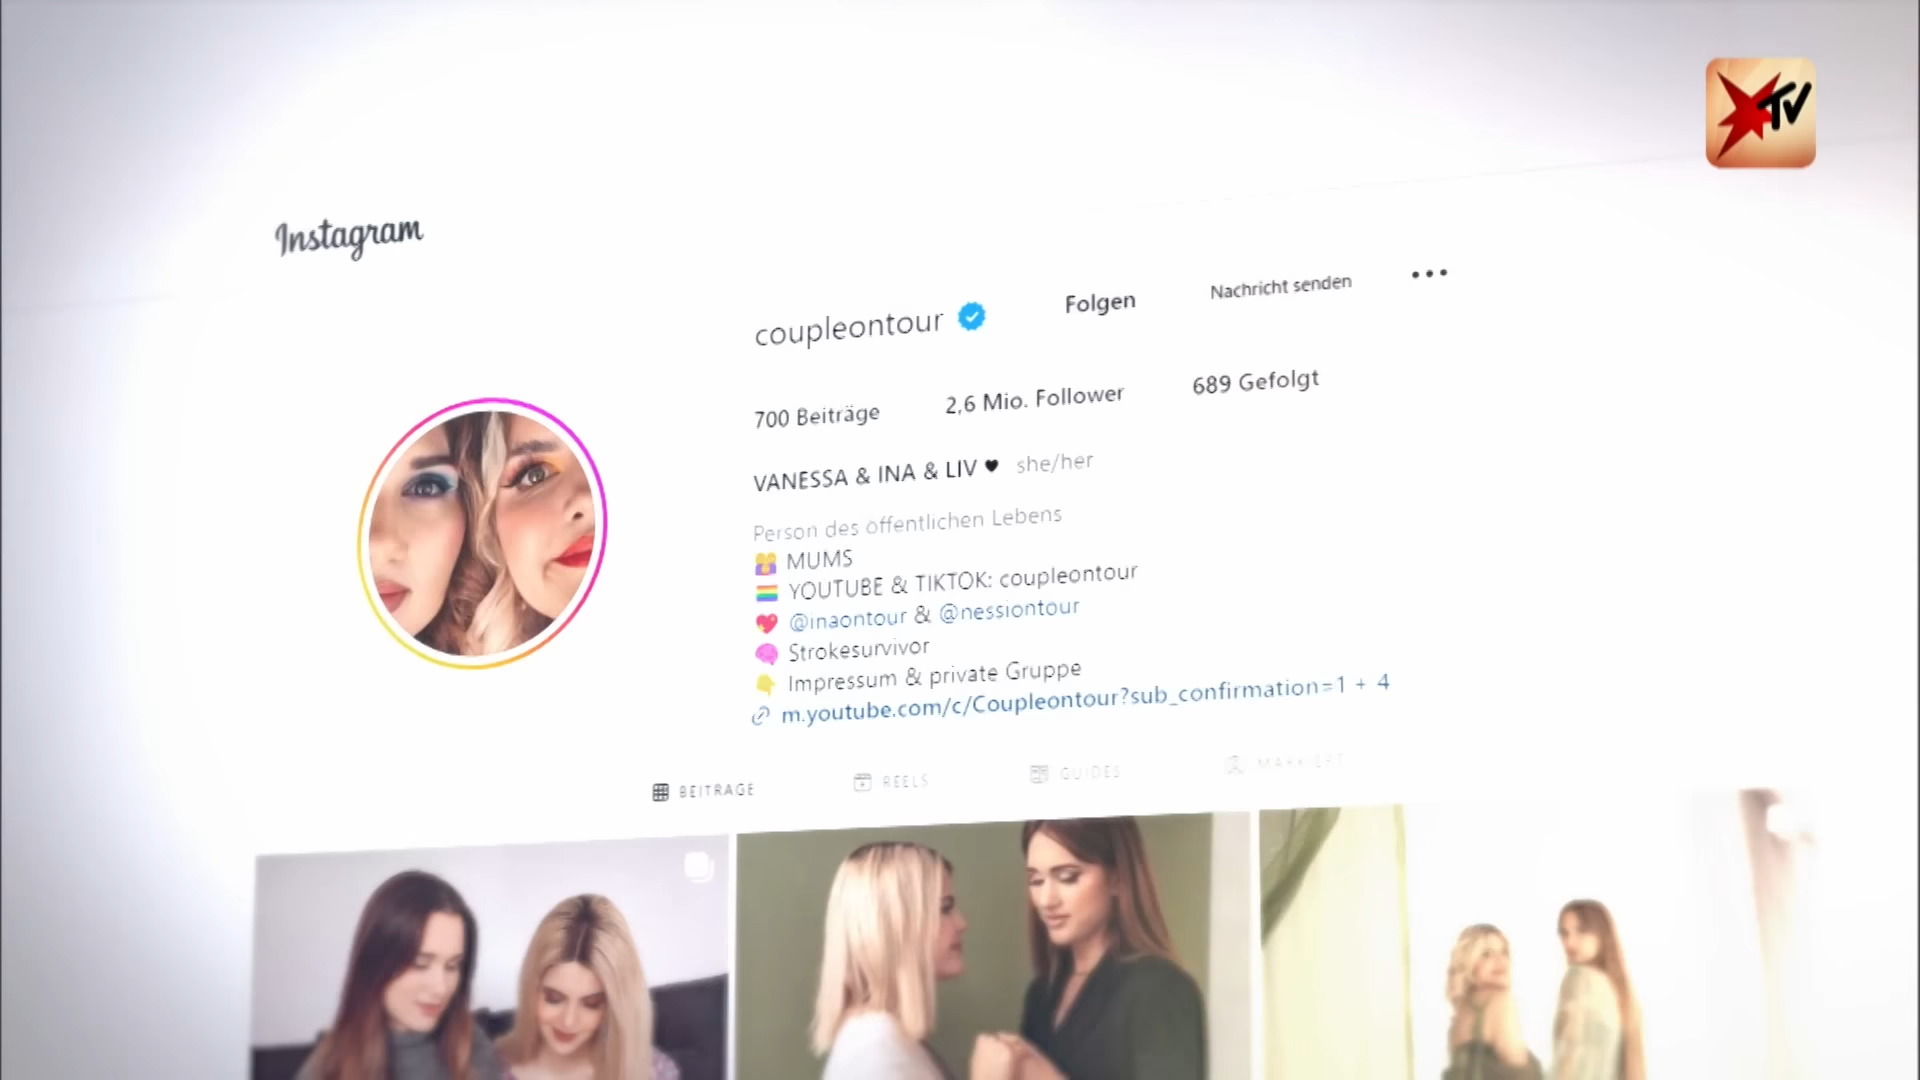 TV
Instagram
coupleontour Folgen Nachricht senden
700 Beiträge 2,6 Mio. Follower 689 Gefolgt
VANESSA & INA & LIV 🖤 she/her
Person des öffentlichen Lebens
👩‍❤️‍👩 MUMS
🏳️‍🌈 YOUTUBE & TIKTOK: coupleontour
💖 @inaontour & @nessiontour
🧠 Strokesurvivor
👇 Impressum & private Gruppe
m.youtube.com/c/Coupleontour?sub_confirmation=1 + 4
BEITRÄGE REELS GUIDES MARKIERT